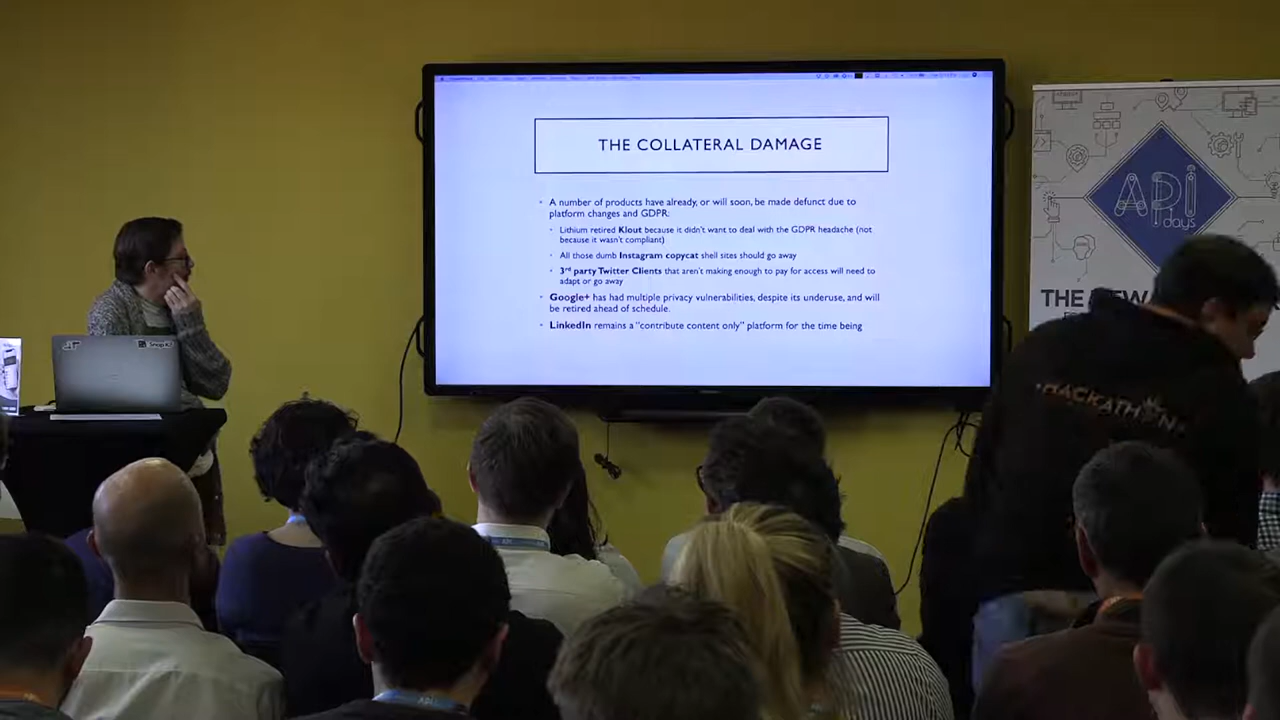 THE COLLATERAL DAMAGE
• A number of products have already, or will soon, be made defunct due to
platform changes and GDPR:
• Lithium retired Klout because it didn't want to deal with the GDPR headache (not
because it wasn't compliant)
• All those dumb Instagram copycat shell sites should go away
• 3rd party Twitter Clients that aren't making enough to pay for access will need to
adapt or go away
• Google+ has had multiple privacy vulnerabilities, despite its underuse, and will
be retired ahead of schedule.
• LinkedIn remains a "contribute content only" platform for the time being
API
days
THE
HACKATHON